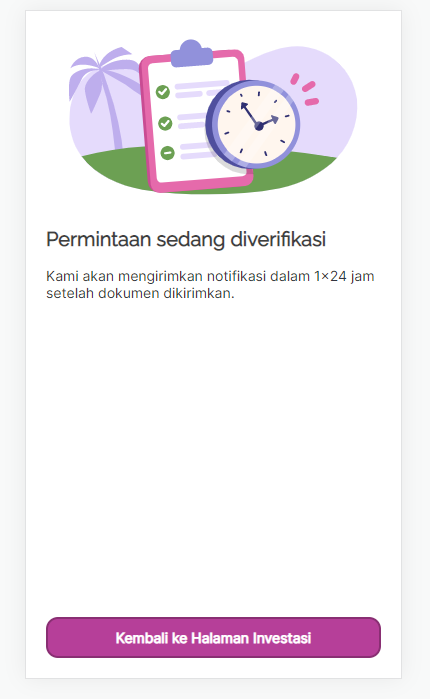 Permintaan sedang diverifikasi
Kami akan mengirimkan notifikasi dalam 1×24 jam
setelah dokumen dikirimkan.
Kembali ke Halaman Investasi